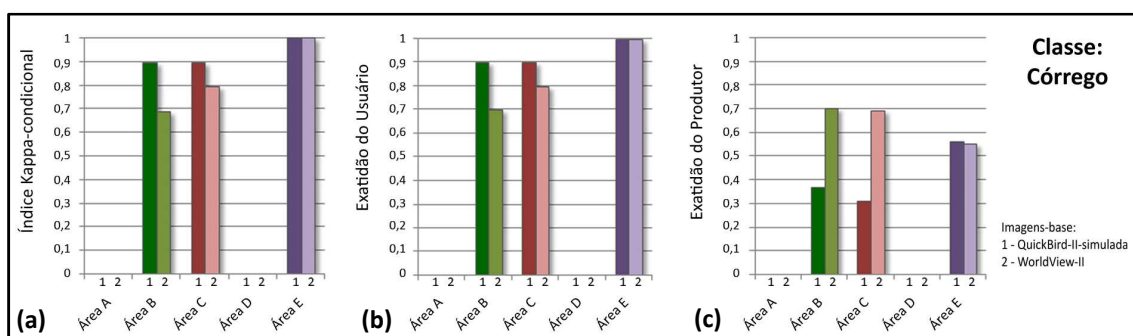 Índice Kappa-condicional
1
0,9
0,8
0,7
0,6
0,5
0,4
0,3
0,2
0,1
0
1 2 1 2 1 2 1 2 1 2
Área A Área B Área C Área D Área E
(a)
Exatidão do Usuário
1
0,9
0,8
0,7
0,6
0,5
0,4
0,3
0,2
0,1
0
1 2 1 2 1 2 1 2 1 2
Área A Área B Área C Área D Área E
(b)
Exatidão do Produtor
1
0,9
0,8
0,7
0,6
0,5
0,4
0,3
0,2
0,1
0
1 2 1 2 1 2 1 2 1 2
Área A Área B Área C Área D Área E
(c)
Classe:
Córrego
Imagens-base:
1 - QuickBird-II-simulada
2 - WorldView-II